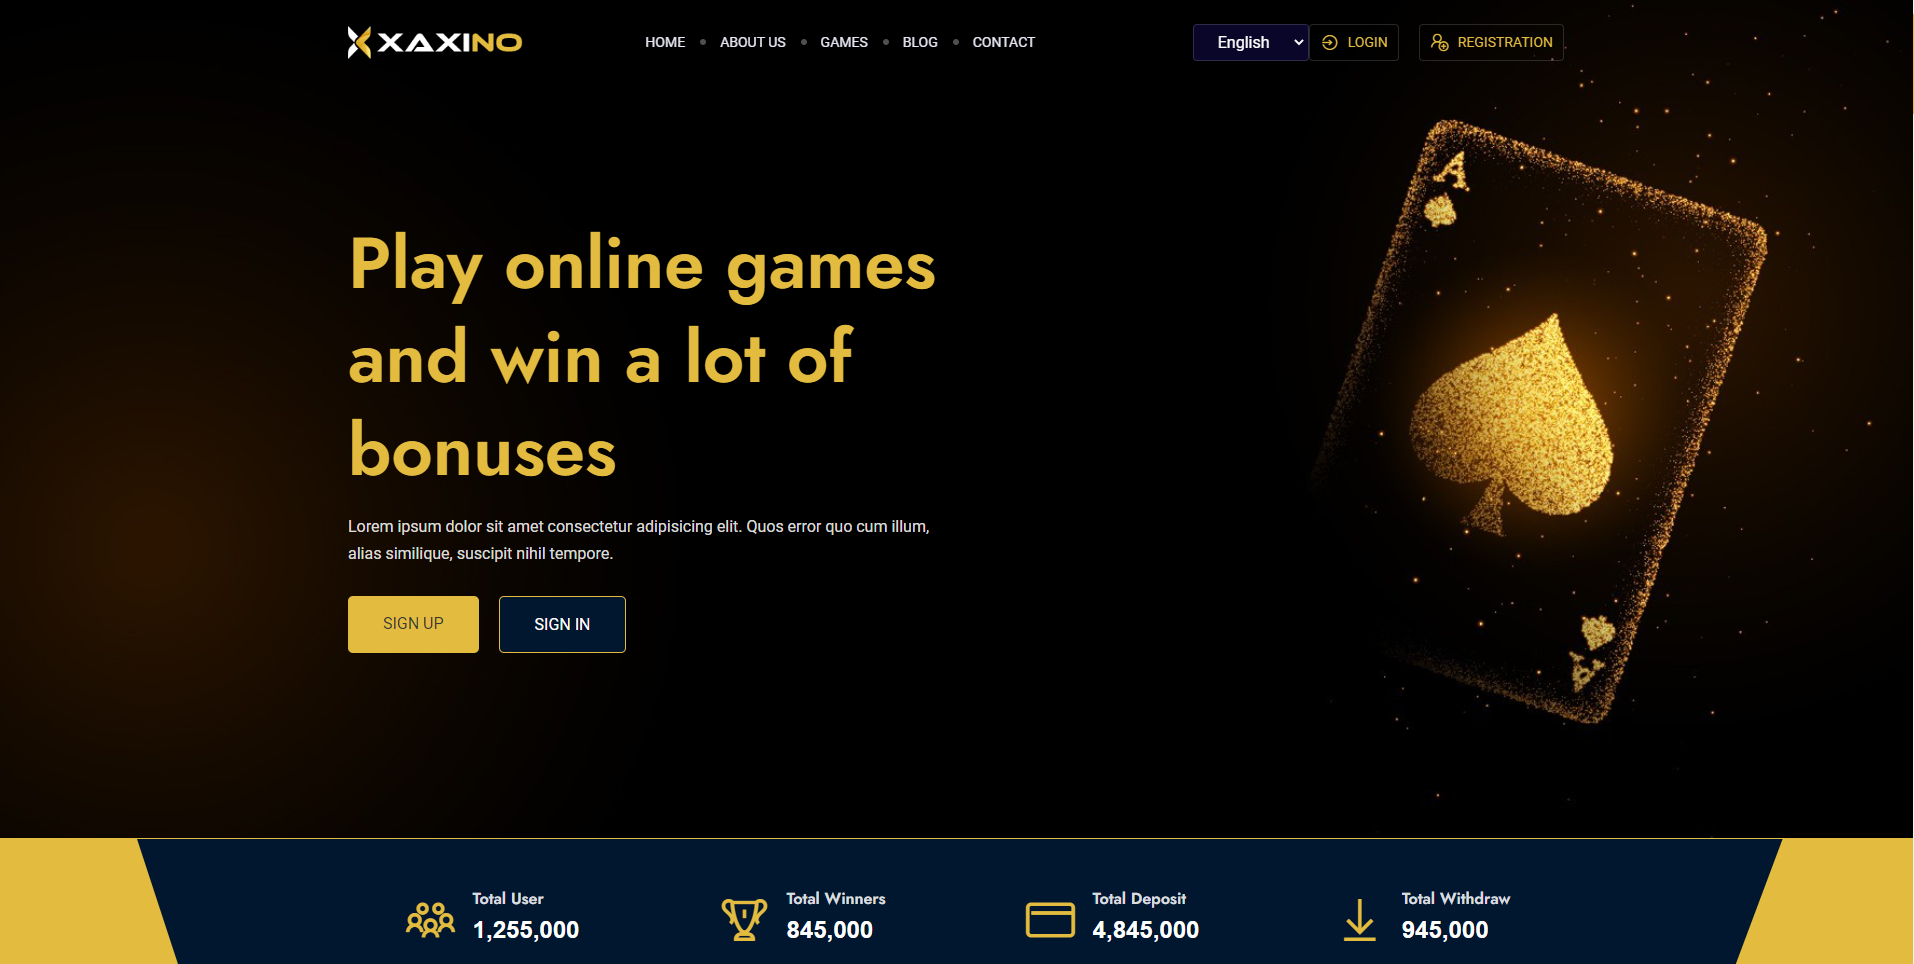 XAXINO
HOME
ABOUT US
GAMES
BLOG
CONTACT
English
LOGIN
REGISTRATION
A
Play online games
and win a lot of
bonuses
Lorem ipsum dolor sit amet consectetur adipisicing elit. Quos error quo cum illum,
alias similique, suscipit nihil tempore.
SIGN UP
SIGN IN
A
Total User
1,255,000
Total Winners
845,000
Total Deposit
4,845,000
Total Withdraw
945,000